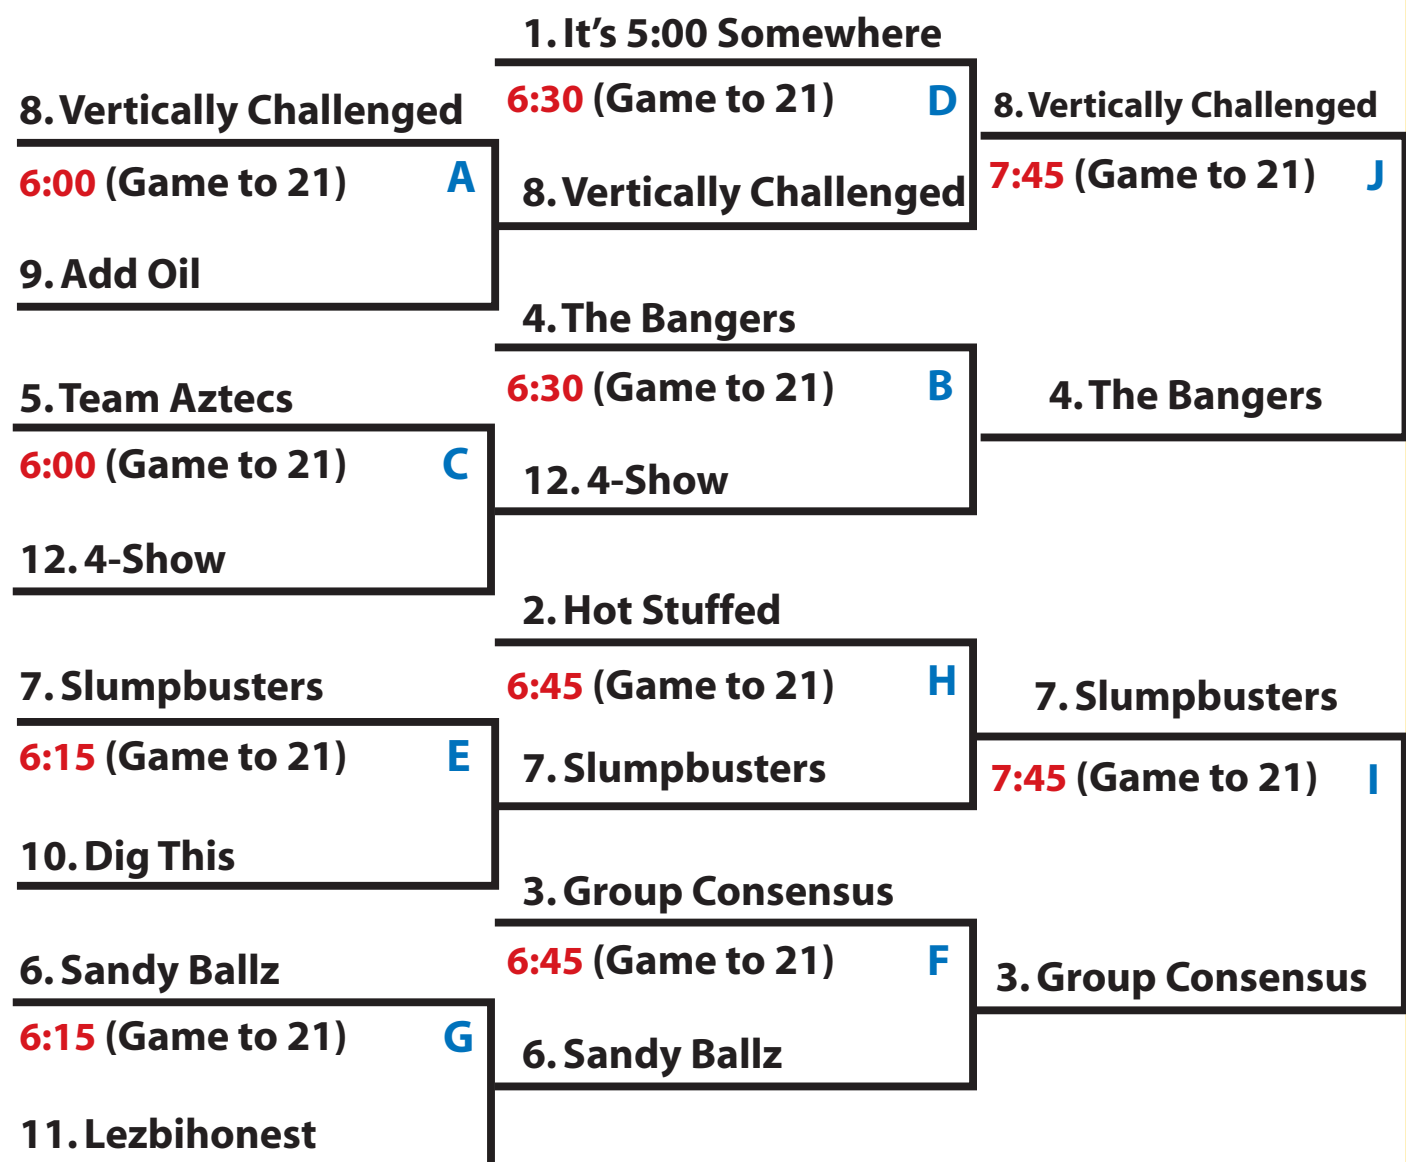 8. Vertically Challenged
6:00 (Game to 21) A
9. Add Oil
5. Team Aztecs
6:00 (Game to 21) C
12. 4-Show
7. Slumpbusters
6:15 (Game to 21) E
10. Dig This
6. Sandy Ballz
6:15 (Game to 21) G
11. Lezbihonest
1. It's 5:00 Somewhere
6:30 (Game to 21) D
8. Vertically Challenged
4. The Bangers
6:30 (Game to 21) B
12. 4-Show
2. Hot Stuffed
6:45 (Game to 21) H
7. Slumpbusters
3. Group Consensus
6:45 (Game to 21) F
6. Sandy Ballz
8. Vertically Challenged
7:45 (Game to 21) J
4. The Bangers
7. Slumpbusters
7:45 (Game to 21) I
3. Group Consensus